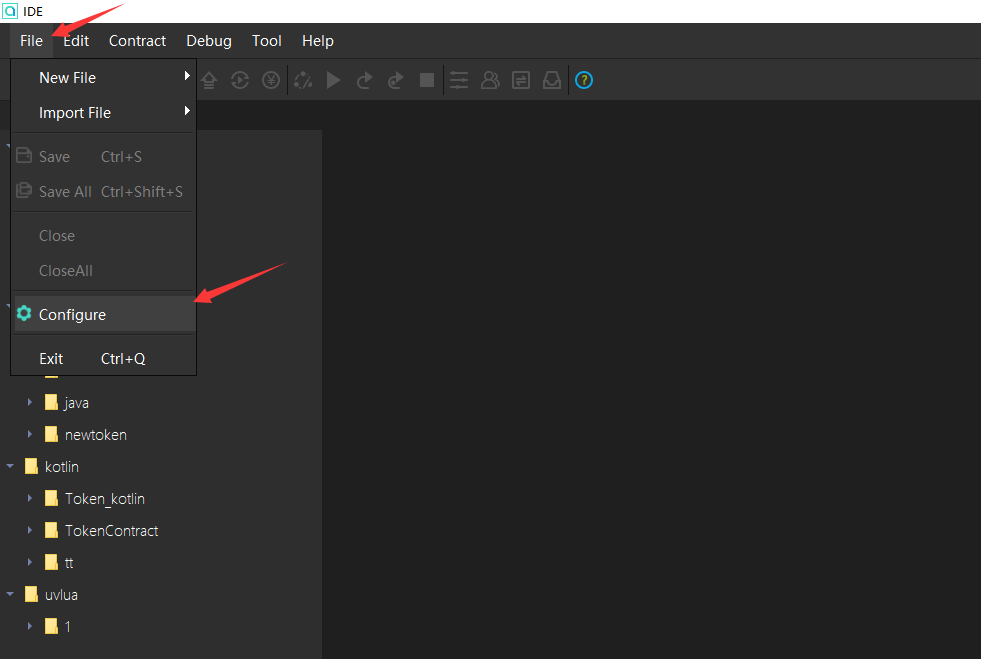 IDE
File Edit Contract Debug Tool Help
New File
Import File
Save Ctrl+S
Save All Ctrl+Shift+S
Close
CloseAll
Configure
Exit Ctrl+Q
java
newtoken
kotlin
Token_kotlin
TokenContract
tt
uvlua
1